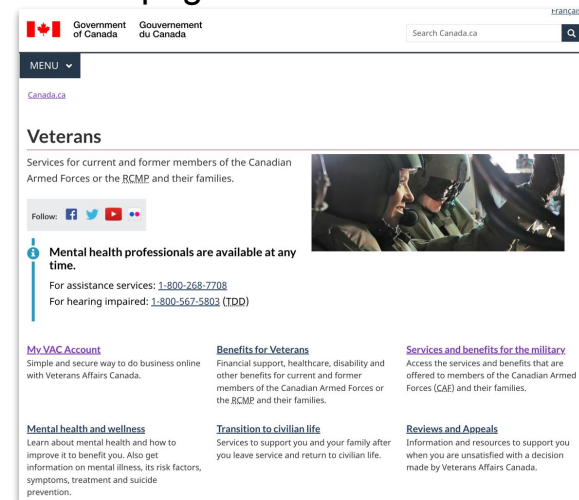 Français
Government Gouvernement
of Canada du Canada
Search Canada.ca
MENU
Canada.ca
Veterans
Services for current and former members of the Canadian
Armed Forces or the RCMP and their families.
Follow:
Mental health professionals are available at any
time.
For assistance services: 1-800-268-7708
For hearing impaired: 1-800-567-5803 (TDD)
My VAC Account
Simple and secure way to do business online
with Veterans Affairs Canada.
Benefits for Veterans
Financial support, healthcare, disability and
other benefits for current and former
members of the Canadian Armed Forces or
the RCMP and their families.
Services and benefits for the military
Access the services and benefits that are
offered to members of the Canadian Armed
Forces (CAF) and their families.
Mental health and wellness
Learn about mental health and how to
improve it to benefit you. Also get
information on mental illness, its risk factors,
symptoms, treatment and suicide
prevention.
Transition to civilian life
Services to support you and your family after
you leave service and return to civilian life.
Reviews and Appeals
Information and resources to support you
when you are unsatisfied with a decision
made by Veterans Affairs Canada.